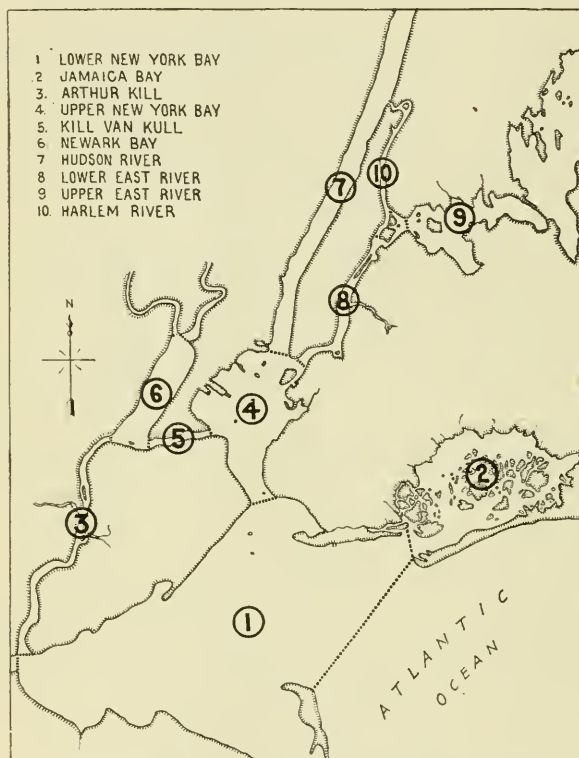 1 LOWER NEW YORK BAY
2 JAMAICA BAY
3. ARTHUR KILL
4. UPPER NEW YORK BAY
5. KILL VAN KULL
6. NEWARK BAY
7 HUDSON RIVER
8 LOWER EAST RIVER
9 UPPER EAST RIVER
10. HARLEM RIVER
7
10
9
8
N
6
4
5
2
3
1
ATLANTIC
OCEAN